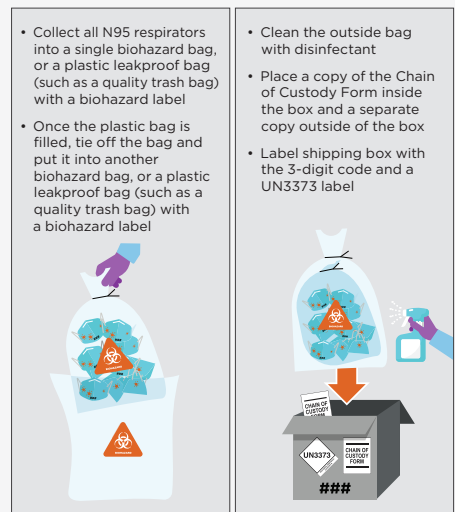 • Collect all N95 respirators
into a single biohazard bag,
or a plastic leakproof bag
(such as a quality trash bag)
with a biohazard label
• Once the plastic bag is
filled, tie off the bag and
put it into another
biohazard bag, or a plastic
leakproof bag (such as a
quality trash bag) with
a biohazard label
BIOHAZARD
BIOHAZARD
• Clean the outside bag
with disinfectant
• Place a copy of the Chain
of Custody Form inside
the box and a separate
copy outside of the box
• Label shipping box with
the 3-digit code and a
UN3373 label
BIOHAZARD
CHAIN OF
CUSTODY
FORM
UN3373
CHAIN OF
CUSTODY
FORM
###